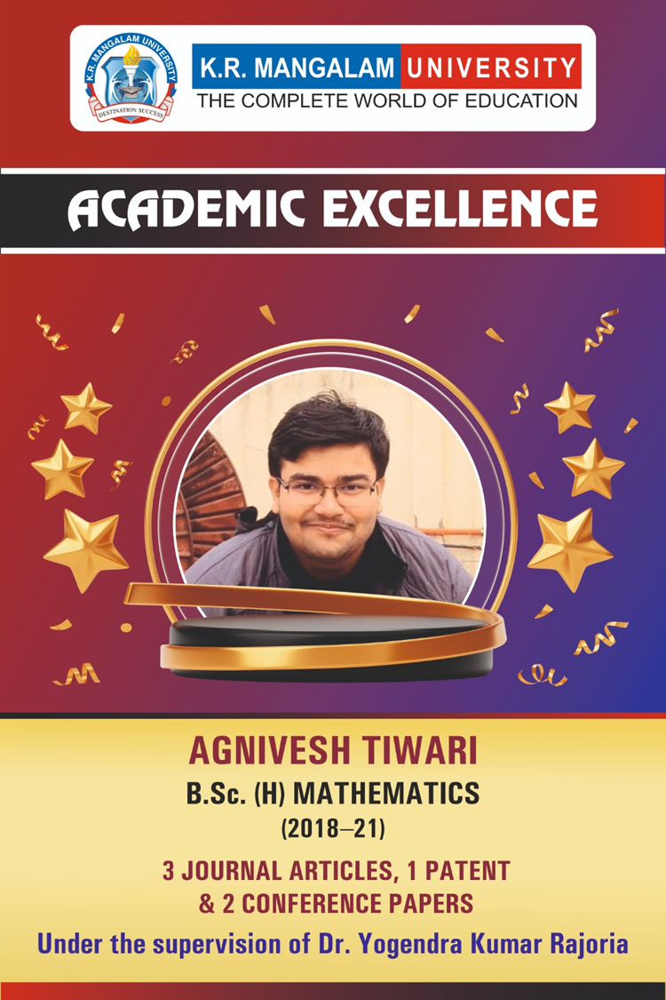 K.R. MANGALAM UNIVERSITY
DESTINATION SUCCESS
K.R. MANGALAM UNIVERSITY
THE COMPLETE WORLD OF EDUCATION
ACADEMIC EXCELLENCE
AGNIVESH TIWARI
B.Sc. (H) MATHEMATICS
(2018–21)
3 JOURNAL ARTICLES, 1 PATENT
& 2 CONFERENCE PAPERS
Under the supervision of Dr. Yogendra Kumar Rajoria